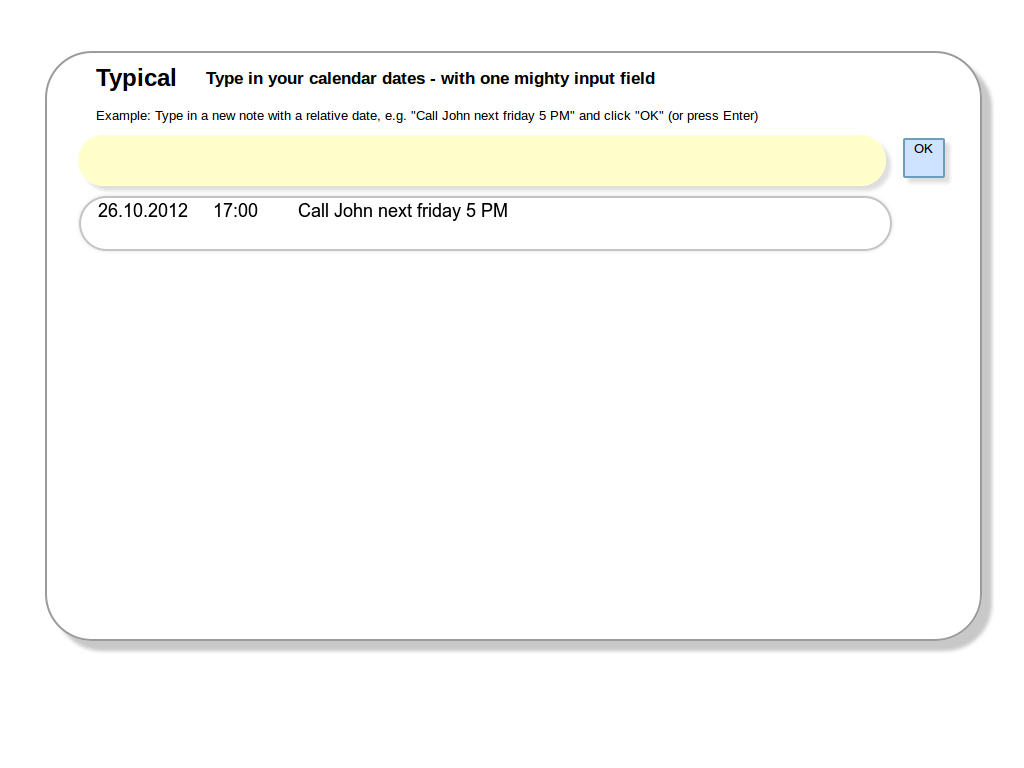 Typical Type in your calendar dates - with one mighty input field
Example: Type in a new note with a relative date, e.g. "Call John next friday 5 PM" and click "OK" (or press Enter)
OK
26.10.2012 17:00 Call John next friday 5 PM